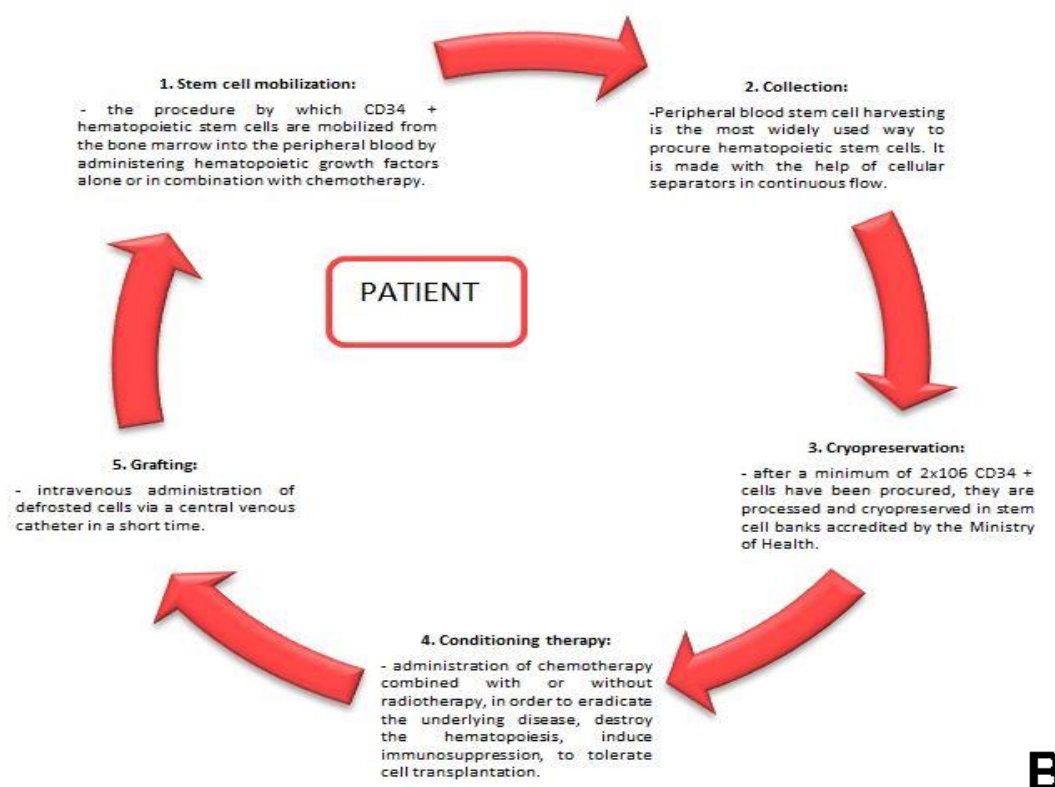 1. Stem cell mobilization:
- the procedure by which CD34 +
hematopoietic stem cells are mobilized from
the bone marrow into the peripheral blood by
administering hematopoietic growth factors
alone or in combination with chemotherapy.
2. Collection:
-Peripheral blood stem cell harvesting
is the most widely used way to
procure hematopoietic stem cells. It
is made with the help of cellular
separators in continuous flow.
PATIENT
3. Cryopreservation:
- after a minimum of 2x106 CD34 +
cells have been procured, they are
processed and cryopreserved in stem
cell banks accredited by the Ministry
of Health.
4. Conditioning therapy:
- administration of chemotherapy
combined with or without
radiotherapy, in order to eradicate
the underlying disease, destroy
the hematopoiesis, induce
immunosuppression, to tolerate
cell transplantation.
5. Grafting:
- intravenous administration of
defrosted cells via a central venous
catheter in a short time.
B